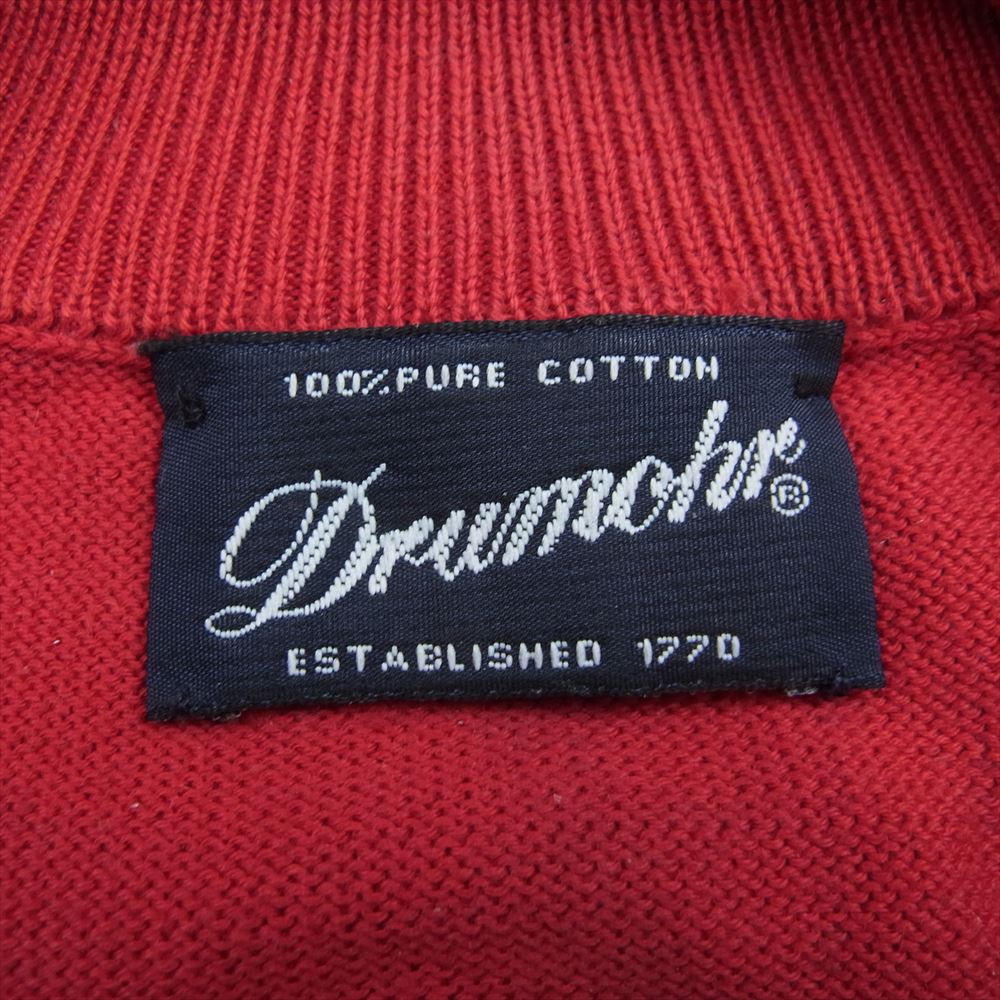 100%PURE COTTON
Drumohr®
ESTABLISHED 1770